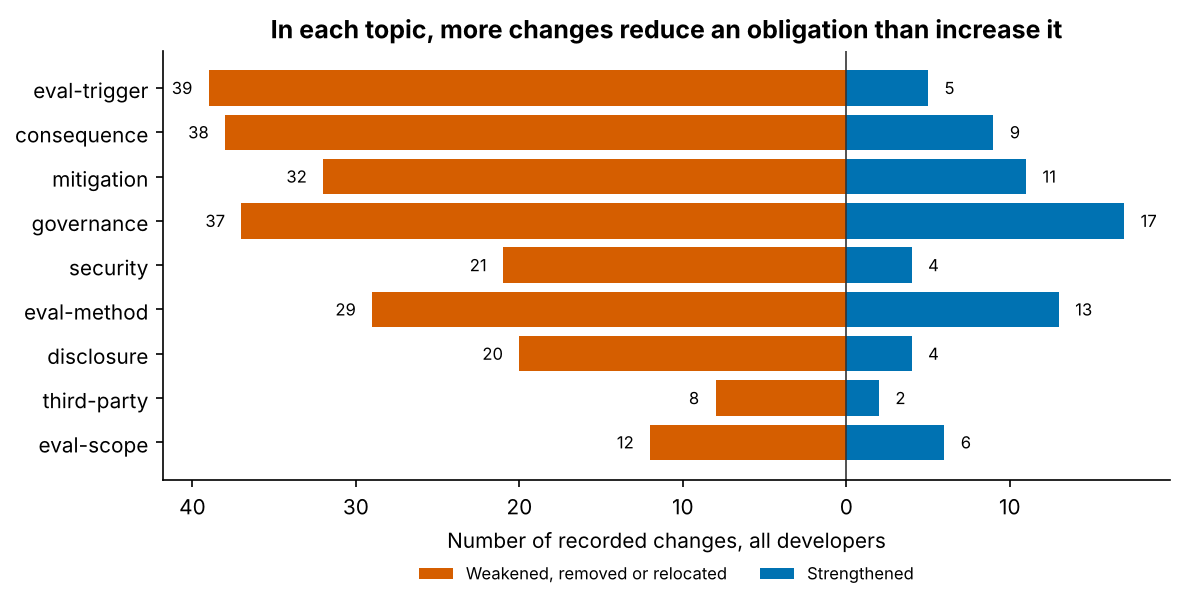 In each topic, more changes reduce an obligation than increase it
eval-trigger 39 5
consequence 38 9
mitigation 32 11
governance 37 17
security 21 4
eval-method 29 13
disclosure 20 4
third-party 8 2
eval-scope 12 6
40 30 20 10 0 10
Number of recorded changes, all developers
Weakened, removed or relocated Strengthened